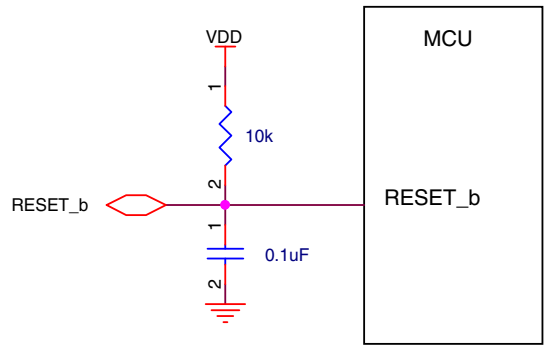 VDD
MCU
1
10k
2
RESET_b
RESET_b
1
0.1uF
2